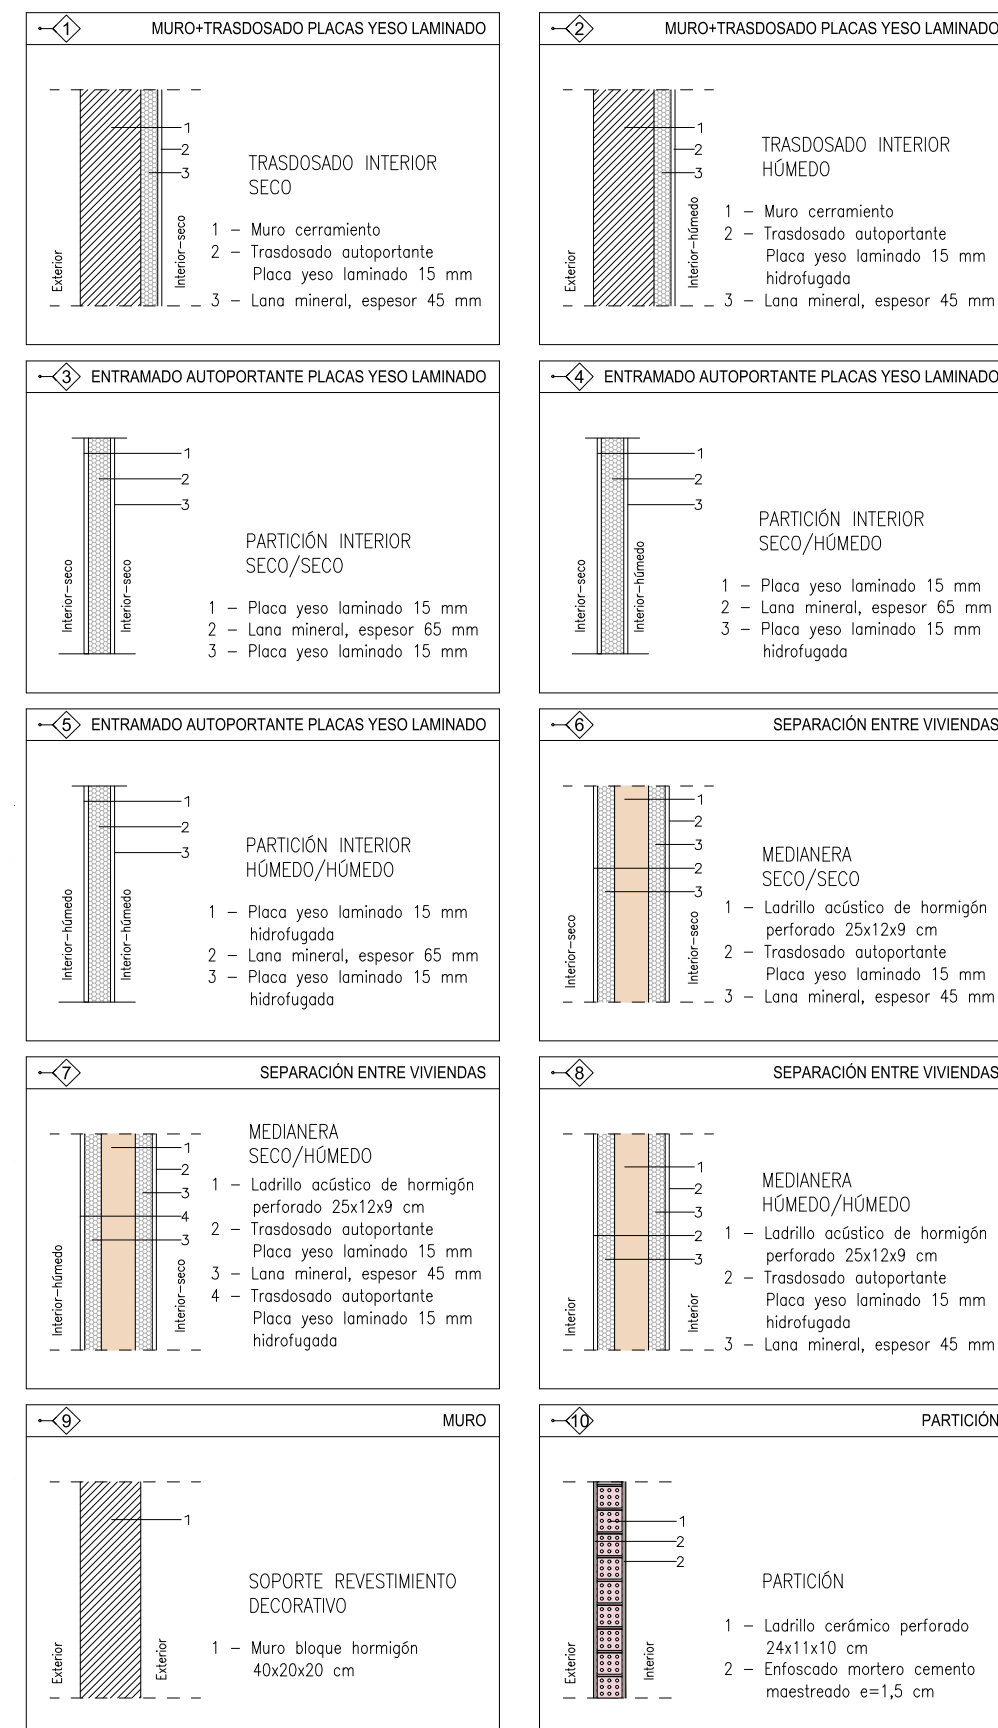 1
MURO+TRASDOSADO PLACAS YESO LAMINADO
1
2
3
TRASDOSADO INTERIOR
SECO
Exterior
Interior-seco
1 – Muro cerramiento
2 – Trasdosado autoportante
Placa yeso laminado 15 mm
3 – Lana mineral, espesor 45 mm
2
MURO+TRASDOSADO PLACAS YESO LAMINADO
1
2
3
TRASDOSADO INTERIOR
HÚMEDO
Exterior
Interior-húmedo
1 – Muro cerramiento
2 – Trasdosado autoportante
Placa yeso laminado 15 mm
hidrofugada
3 – Lana mineral, espesor 45 mm
3
ENTRAMADO AUTOPORTANTE PLACAS YESO LAMINADO
1
2
3
PARTICIÓN INTERIOR
SECO/SECO
Interior-seco
Interior-seco
1 – Placa yeso laminado 15 mm
2 – Lana mineral, espesor 65 mm
3 – Placa yeso laminado 15 mm
4
ENTRAMADO AUTOPORTANTE PLACAS YESO LAMINADO
1
2
3
PARTICIÓN INTERIOR
SECO/HÚMEDO
Interior-seco
Interior-húmedo
1 – Placa yeso laminado 15 mm
2 – Lana mineral, espesor 65 mm
3 – Placa yeso laminado 15 mm
hidrofugada
5
ENTRAMADO AUTOPORTANTE PLACAS YESO LAMINADO
1
2
3
PARTICIÓN INTERIOR
HÚMEDO/HÚMEDO
Interior-húmedo
Interior-húmedo
1 – Placa yeso laminado 15 mm
hidrofugada
2 – Lana mineral, espesor 65 mm
3 – Placa yeso laminado 15 mm
hidrofugada
6
SEPARACIÓN ENTRE VIVIENDAS
1
2
3
2
3
MEDIANERA
SECO/SECO
Interior-seco
Interior-seco
1 – Ladrillo acústico de hormigón
perforado 25x12x9 cm
2 – Trasdosado autoportante
Placa yeso laminado 15 mm
3 – Lana mineral, espesor 45 mm
7
SEPARACIÓN ENTRE VIVIENDAS
1
2
3
4
3
MEDIANERA
SECO/HÚMEDO
Interior-húmedo
Interior-seco
1 – Ladrillo acústico de hormigón
perforado 25x12x9 cm
2 – Trasdosado autoportante
Placa yeso laminado 15 mm
3 – Lana mineral, espesor 45 mm
4 – Trasdosado autoportante
Placa yeso laminado 15 mm
hidrofugada
8
SEPARACIÓN ENTRE VIVIENDAS
1
2
3
2
3
MEDIANERA
HÚMEDO/HÚMEDO
Interior
Interior
1 – Ladrillo acústico de hormigón
perforado 25x12x9 cm
2 – Trasdosado autoportante
Placa yeso laminado 15 mm
hidrofugada
3 – Lana mineral, espesor 45 mm
9
MURO
1
SOPORTE REVESTIMIENTO
DECORATIVO
Exterior
Exterior
1 – Muro bloque hormigón
40x20x20 cm
10
PARTICIÓN
1
2
2
PARTICIÓN
Exterior
Interior
1 – Ladrillo cerámico perforado
24x11x10 cm
2 – Enfoscado mortero cemento
maestreado e=1,5 cm